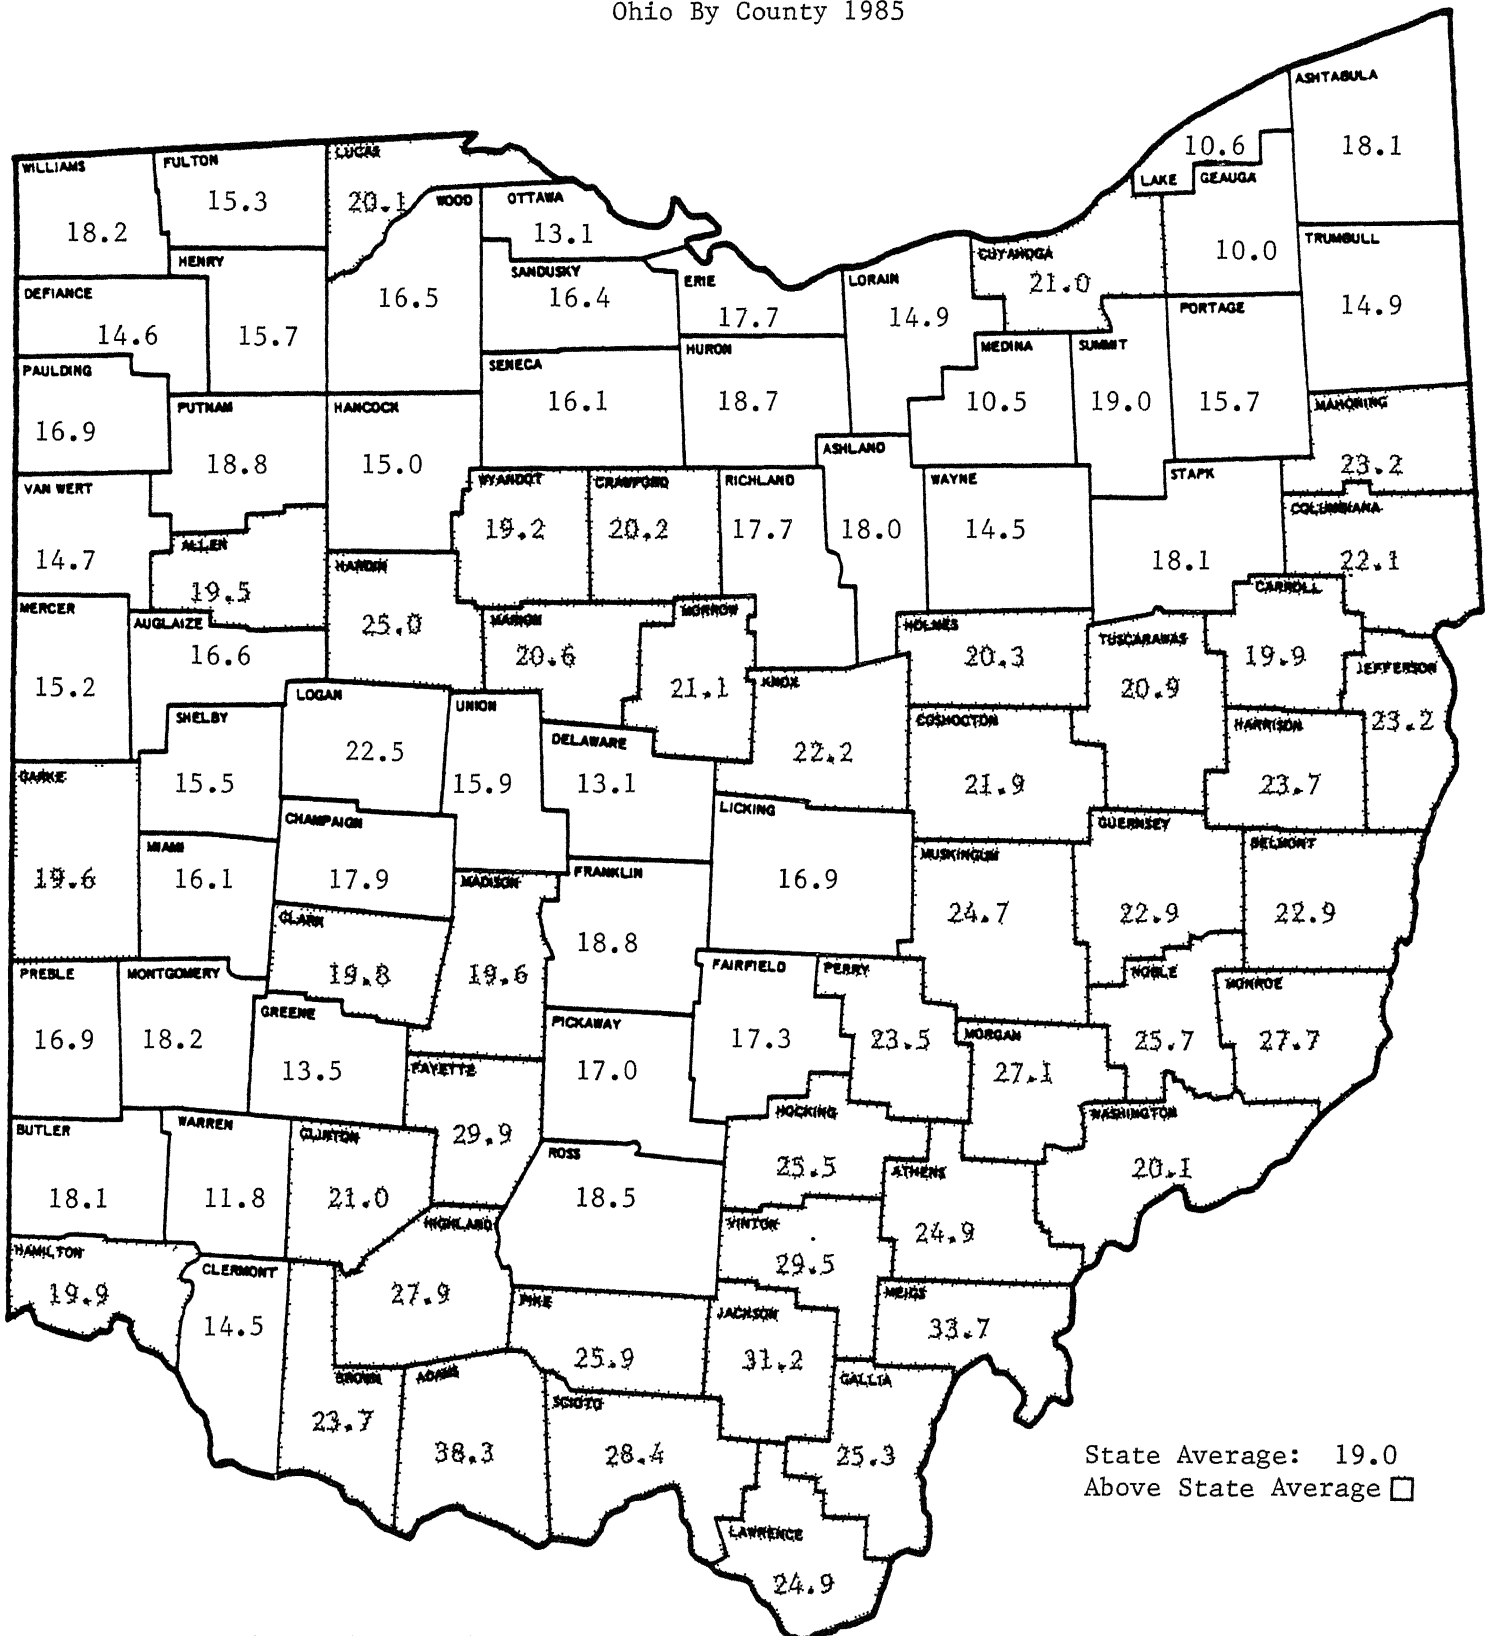 Ohio By County 1985
ASHTABULA
18.1
10.6
LAKE
GEAUGA
10.0
WILLIAMS
18.2
FULTON
15.3
LUCAS
20.1
WOOD
16.5
OTTAWA
13.1
HENRY
15.7
SANDUSKY
16.4
ERIE
17.7
LORAIN
14.9
CUYAHOGA
21.0
TRUMBULL
14.9
DEFIANCE
14.6
PORTAGE
15.7
PAULDING
16.9
SENECA
16.1
HURON
18.7
MEDINA
10.5
SUMMIT
19.0
PUTNAM
18.8
HANCOCK
15.0
MAHONING
23.2
ASHLAND
18.0
VAN WERT
14.7
WYANDOT
19.2
CRAWFORD
20.2
RICHLAND
17.7
WAYNE
14.5
STARK
18.1
COLUMBIANA
22.1
ALLEN
19.5
HARDIN
25.0
CARROLL
19.9
MERCER
15.2
AUGLAIZE
16.6
MARION
20.6
MORROW
21.1
HOLMES
20.3
TUSCARAWAS
20.9
JEFFERSON
23.2
LOGAN
22.5
UNION
15.9
KNOX
22.2
SHELBY
15.5
DELAWARE
13.1
COSHOCTON
21.9
HARRISON
23.7
DARKE
19.6
LICKING
16.9
CHAMPAIGN
17.9
GUERNSEY
22.9
MIAMI
16.1
MUSKINGUM
24.7
BELMONT
22.9
MADISON
19.6
FRANKLIN
18.8
CLARK
19.8
PREBLE
16.9
MONTGOMERY
18.2
FAIRFIELD
17.3
PERRY
23.5
NOBLE
25.7
MONROE
27.7
GREENE
13.5
PICKAWAY
17.0
MORGAN
27.1
FAYETTE
29.9
HOCKING
25.5
WASHINGTON
20.1
BUTLER
18.1
WARREN
11.8
CLINTON
21.0
ROSS
18.5
ATHENS
24.9
HIGHLAND
27.9
VINTON
29.5
HAMILTON
19.9
CLERMONT
14.5
PIKE
25.9
JACKSON
31.2
MEIGS
33.7
BROWN
23.7
ADAMS
38.3
SCIOTO
28.4
GALLIA
25.3
LAWRENCE
24.9
State Average: 19.0
Above State Average